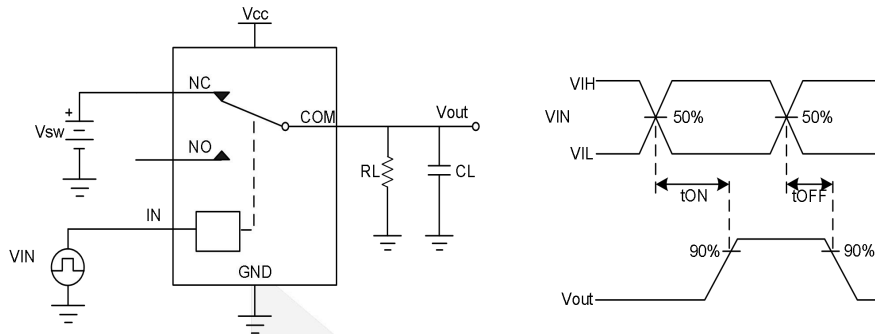 Vcc
NC
+
Vsw
NO
COM
Vout
RL
CL
IN
VIN
GND
VIH
VIN
50%
50%
VIL
tON
tOFF
90%
90%
Vout